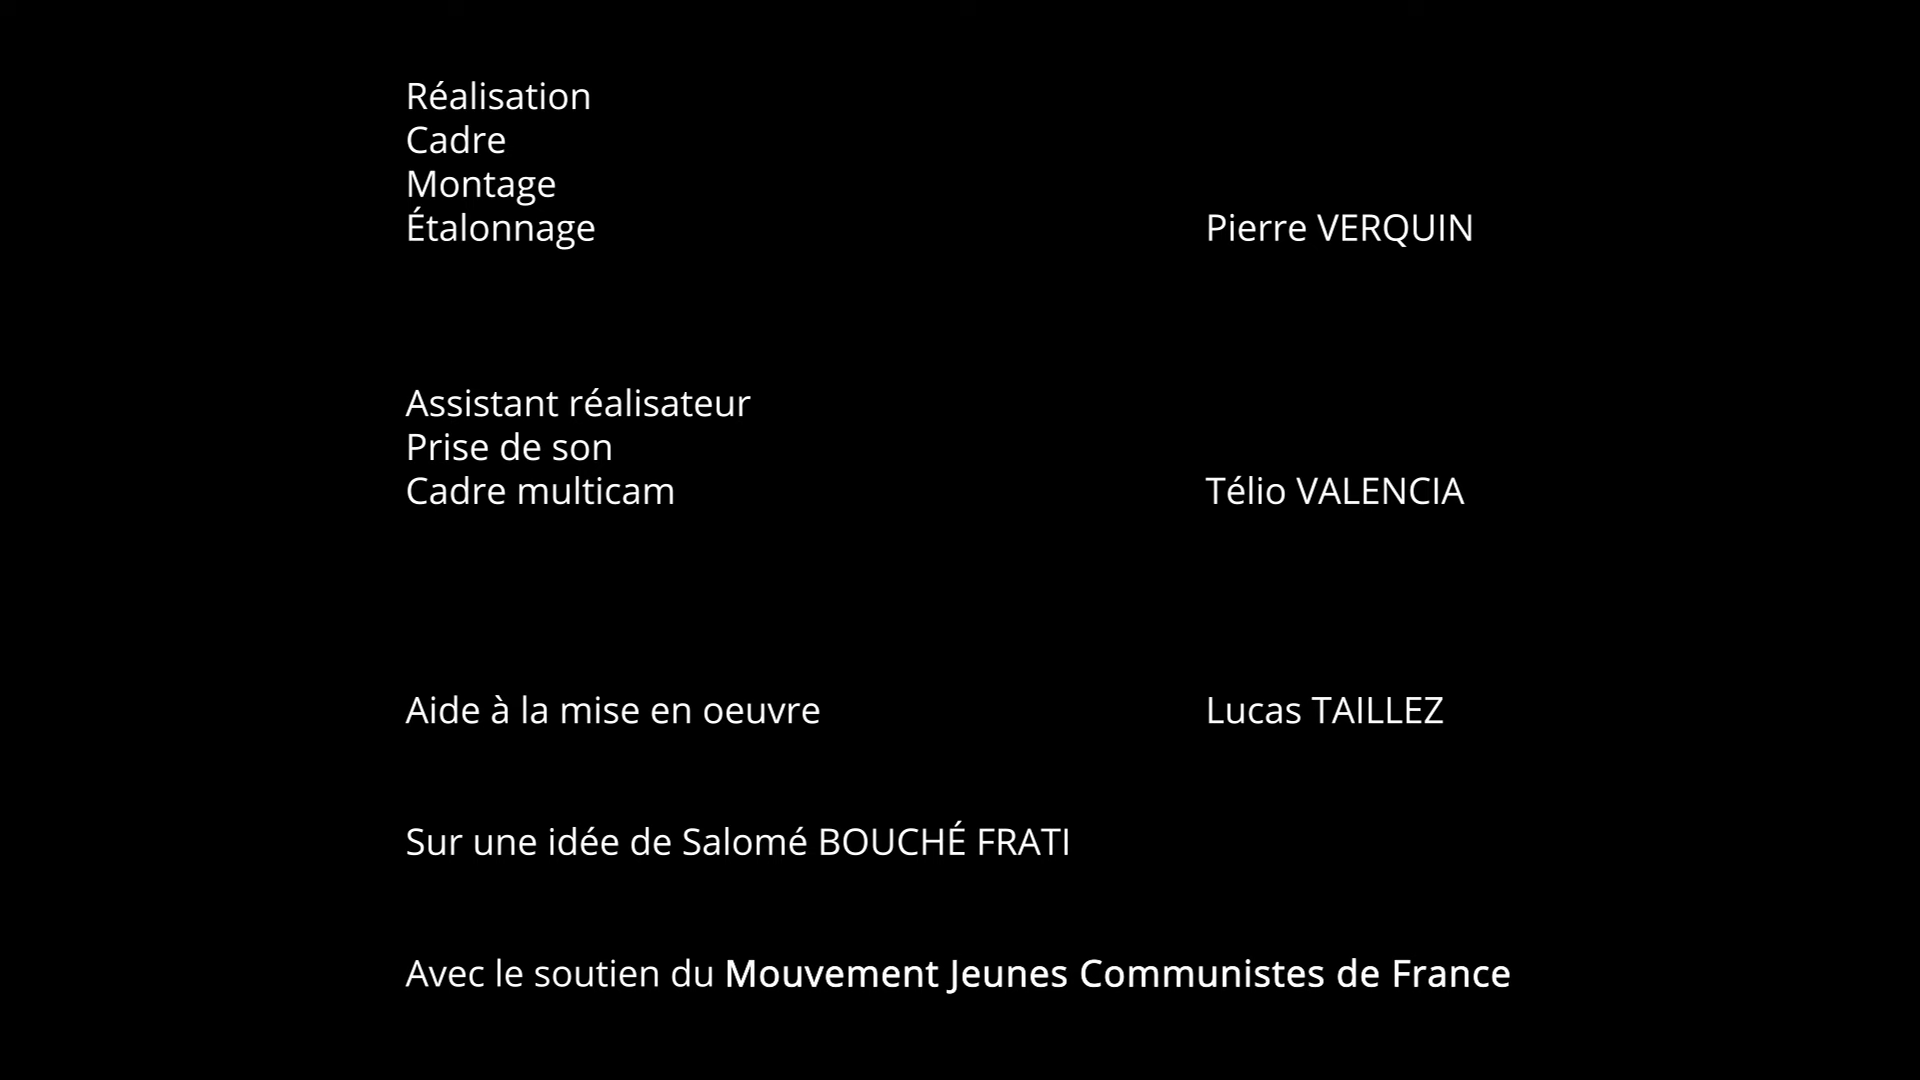 Réalisation
Cadre
Montage
Étalonnage Pierre VERQUIN
Assistant réalisateur
Prise de son
Cadre multicam Télio VALENCIA
Aide à la mise en oeuvre Lucas TAILLEZ
Sur une idée de Salomé BOUCHÉ FRATI
Avec le soutien du Mouvement Jeunes Communistes de France